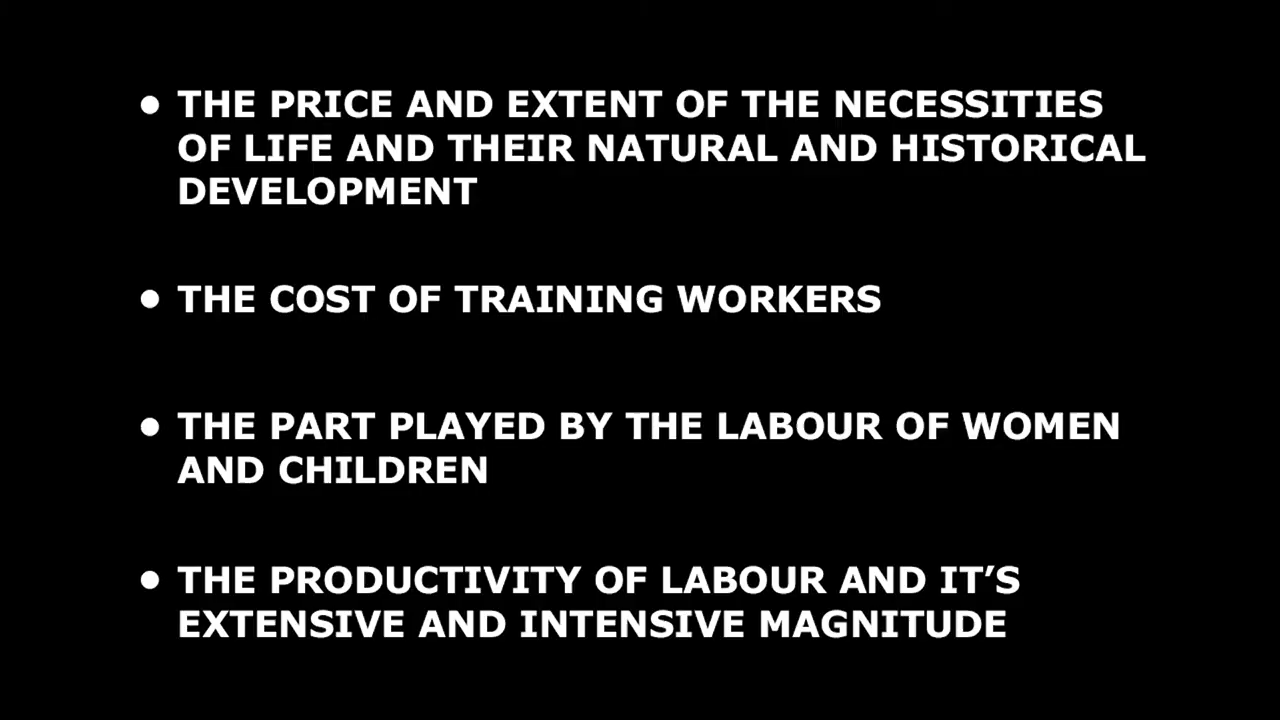 • THE PRICE AND EXTENT OF THE NECESSITIES
OF LIFE AND THEIR NATURAL AND HISTORICAL
DEVELOPMENT
• THE COST OF TRAINING WORKERS
• THE PART PLAYED BY THE LABOUR OF WOMEN
AND CHILDREN
• THE PRODUCTIVITY OF LABOUR AND IT’S
EXTENSIVE AND INTENSIVE MAGNITUDE